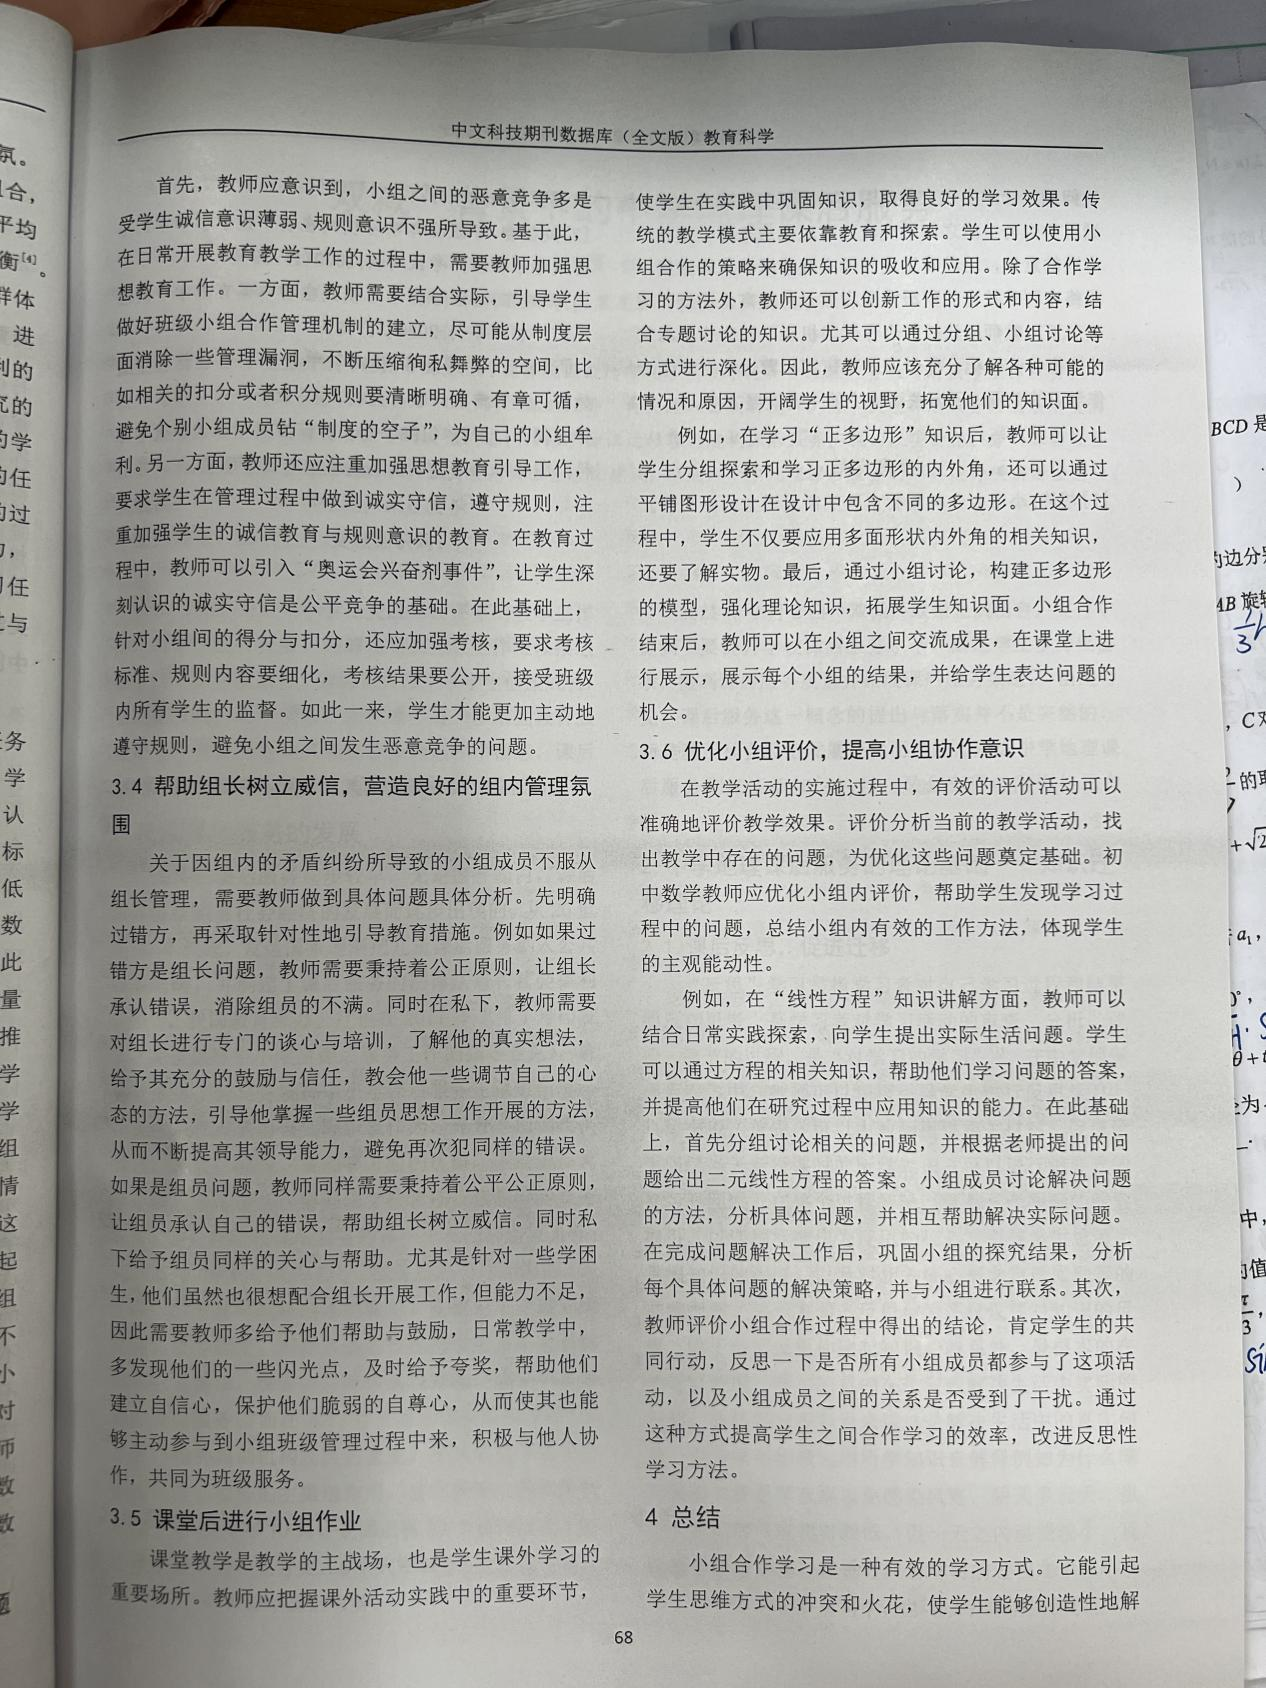 中文科技期刊数据库（全文版）教育科学
首先，教师应意识到，小组之间的恶意竞争多是
受学生诚信意识薄弱、规则意识不强所导致。基于此，
在日常开展教育教学工作的过程中，需要教师加强思
想教育工作。一方面，教师需要结合实际，引导学生
做好班级小组合作管理机制的建立，尽可能从制度层
面消除一些管理漏洞，不断压缩徇私舞弊的空间，比
如相关的扣分或者积分规则要清晰明确、有章可循，
避免个别小组成员钻“制度的空子”，为自己的小组牟
利。另一方面，教师还应注重加强思想教育引导工作，
要求学生在管理过程中做到诚实守信，遵守规则，注
重加强学生的诚信教育与规则意识的教育。在教育过
程中，教师可以引入“奥运会兴奋剂事件”，让学生深
刻认识的诚实守信是公平竞争的基础。在此基础上，
针对小组间的得分与扣分，还应加强考核，要求考核
标准、规则内容要细化，考核结果要公开，接受班级
内所有学生的监督。如此一来，学生才能更加主动地
遵守规则，避免小组之间发生恶意竞争的问题。
3.4 帮助组长树立威信，营造良好的组内管理氛
围
关于因组内的矛盾纠纷所导致的小组成员不服从
组长管理，需要教师做到具体问题具体分析。先明确
过错方，再采取针对性地引导教育措施。例如如果过
错方是组长问题，教师需要秉持着公正原则，让组长
承认错误，消除组员的不满。同时在私下，教师需要
对组长进行专门的谈心与培训，了解他的真实想法，
给予其充分的鼓励与信任，教会他一些调节自己的心
态的方法，引导他掌握一些组员思想工作开展的方法，
从而不断提高其领导能力，避免再次犯同样的错误。
如果是组员问题，教师同样需要秉持着公平公正原则，
让组员承认自己的错误，帮助组长树立威信。同时私
下给予组员同样的关心与帮助。尤其是针对一些学困
生，他们虽然也很想配合组长开展工作，但能力不足，
因此需要教师多给予他们帮助与鼓励，日常教学中，
多发现他们的一些闪光点，及时给予夸奖，帮助他们
建立自信心，保护他们脆弱的自尊心，从而使其也能
够主动参与到小组班级管理过程中来，积极与他人协
作，共同为班级服务。
3.5 课堂后进行小组作业
课堂教学是教学的主战场，也是学生课外学习的
重要场所。教师应把握课外活动实践中的重要环节，
使学生在实践中巩固知识，取得良好的学习效果。传
统的教学模式主要依靠教育和探索。学生可以使用小
组合作的策略来确保知识的吸收和应用。除了合作学
习的方法外，教师还可以创新工作的形式和内容，结
合专题讨论的知识。尤其可以通过分组、小组讨论等
方式进行深化。因此，教师应该充分了解各种可能的
情况和原因，开阔学生的视野，拓宽他们的知识面。
例如，在学习“正多边形”知识后，教师可以让
学生分组探索和学习正多边形的内外角，还可以通过
平铺图形设计在设计中包含不同的多边形。在这个过
程中，学生不仅要应用多面形状内外角的相关知识，
还要了解实物。最后，通过小组讨论，构建正多边形
的模型，强化理论知识，拓展学生知识面。小组合作
结束后，教师可以在小组之间交流成果，在课堂上进
行展示，展示每个小组的结果，并给学生表达问题的
机会。
3.6 优化小组评价，提高小组协作意识
在教学活动的实施过程中，有效的评价活动可以
准确地评价教学效果。评价分析当前的教学活动，找
出教学中存在的问题，为优化这些问题奠定基础。初
中数学教师应优化小组内评价，帮助学生发现学习过
程中的问题，总结小组内有效的工作方法，体现学生
的主观能动性。
例如，在“线性方程”知识讲解方面，教师可以
结合日常实践探索，向学生提出实际生活问题。学生
可以通过方程的相关知识，帮助他们学习问题的答案，
并提高他们在研究过程中应用知识的能力。在此基础
上，首先分组讨论相关的问题，并根据老师提出的问
题给出二元线性方程的答案。小组成员讨论解决问题
的方法，分析具体问题，并相互帮助解决实际问题。
在完成问题解决工作后，巩固小组的探究结果，分析
每个具体问题的解决策略，并与小组进行联系。其次，
教师评价小组合作过程中得出的结论，肯定学生的共
同行动，反思一下是否所有小组成员都参与了这项活
动，以及小组成员之间的关系是否受到了干扰。通过
这种方式提高学生之间合作学习的效率，改进反思性
学习方法。
4 总结
小组合作学习是一种有效的学习方式。它能引起
学生思维方式的冲突和火花，使学生能够创造性地解
68